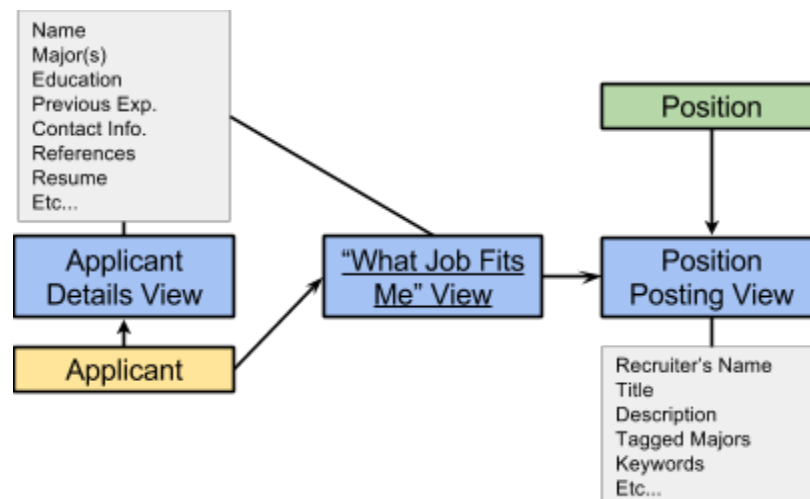 Name
Major(s)
Education
Previous Exp.
Contact Info.
References
Resume
Etc...
Position
Applicant
Details View
“What Job Fits
Me” View
Position
Posting View
Applicant
Recruiter's Name
Title
Description
Tagged Majors
Keywords
Etc...